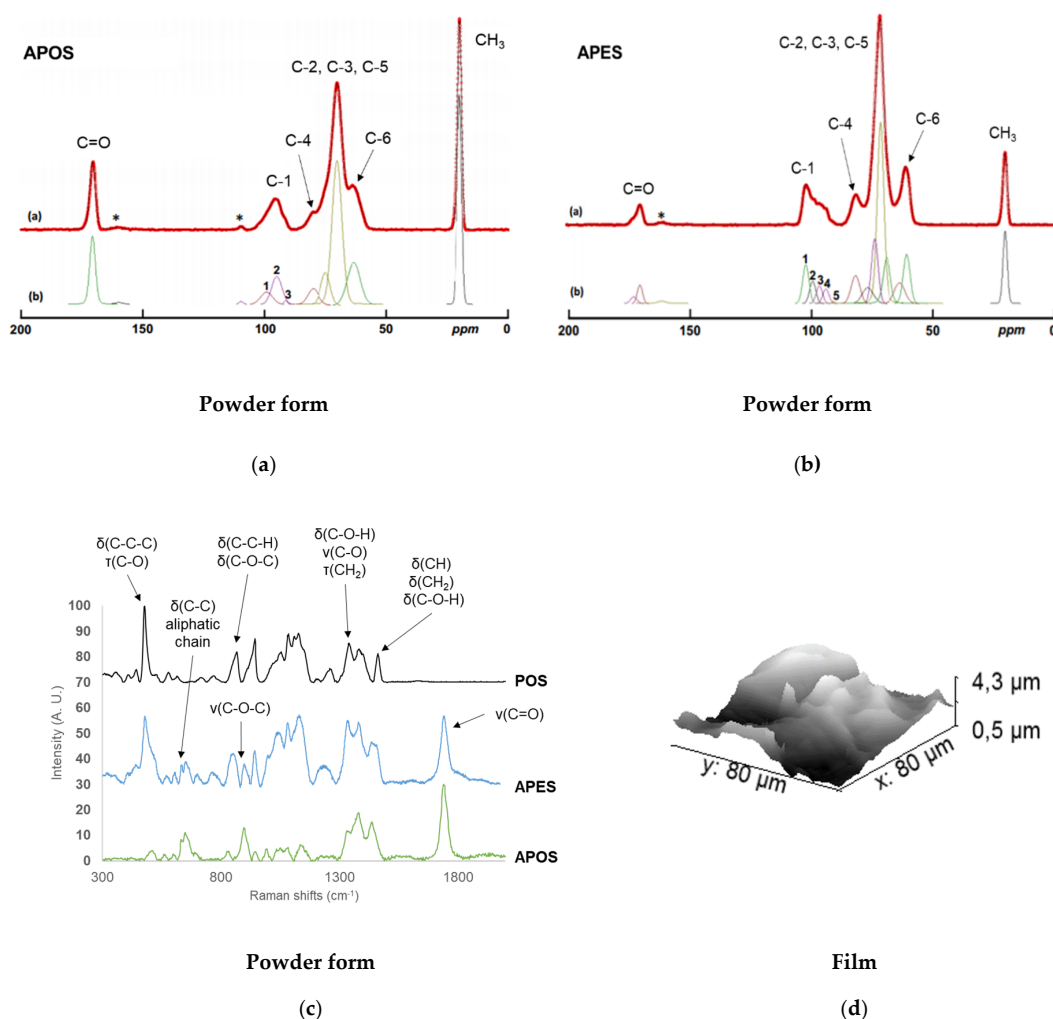 APOS
CH3
C-2, C-3, C-5
C-4
C-6
C=O
C-1
*
*
(a)
(b)
1
2
3
200
150
100
50
ppm
0
Powder form
(a)
APES
C-2, C-3, C-5
C-4
C-6
CH3
C-1
C=O
*
(a)
(b)
1
2
3
4
5
200
150
100
50
ppm
0
Powder form
(b)
δ(C-C-C)
τ(C-O)
δ(C-C)
aliphatic
chain
δ(C-C-H)
δ(C-O-C)
ν(C-O-C)
δ(C-O-H)
ν(C-O)
τ(CH2)
δ(CH)
δ(CH2)
δ(C-O-H)
ν(C=O)
POS
APES
APOS
Intensity (A. U.)
100
90
80
70
60
50
40
30
20
10
0
300
800
1300
1800
Raman shifts (cm-1)
Powder form
(c)
4,3 µm
0,5 µm
y: 80 µm
x: 80 µm
Film
(d)